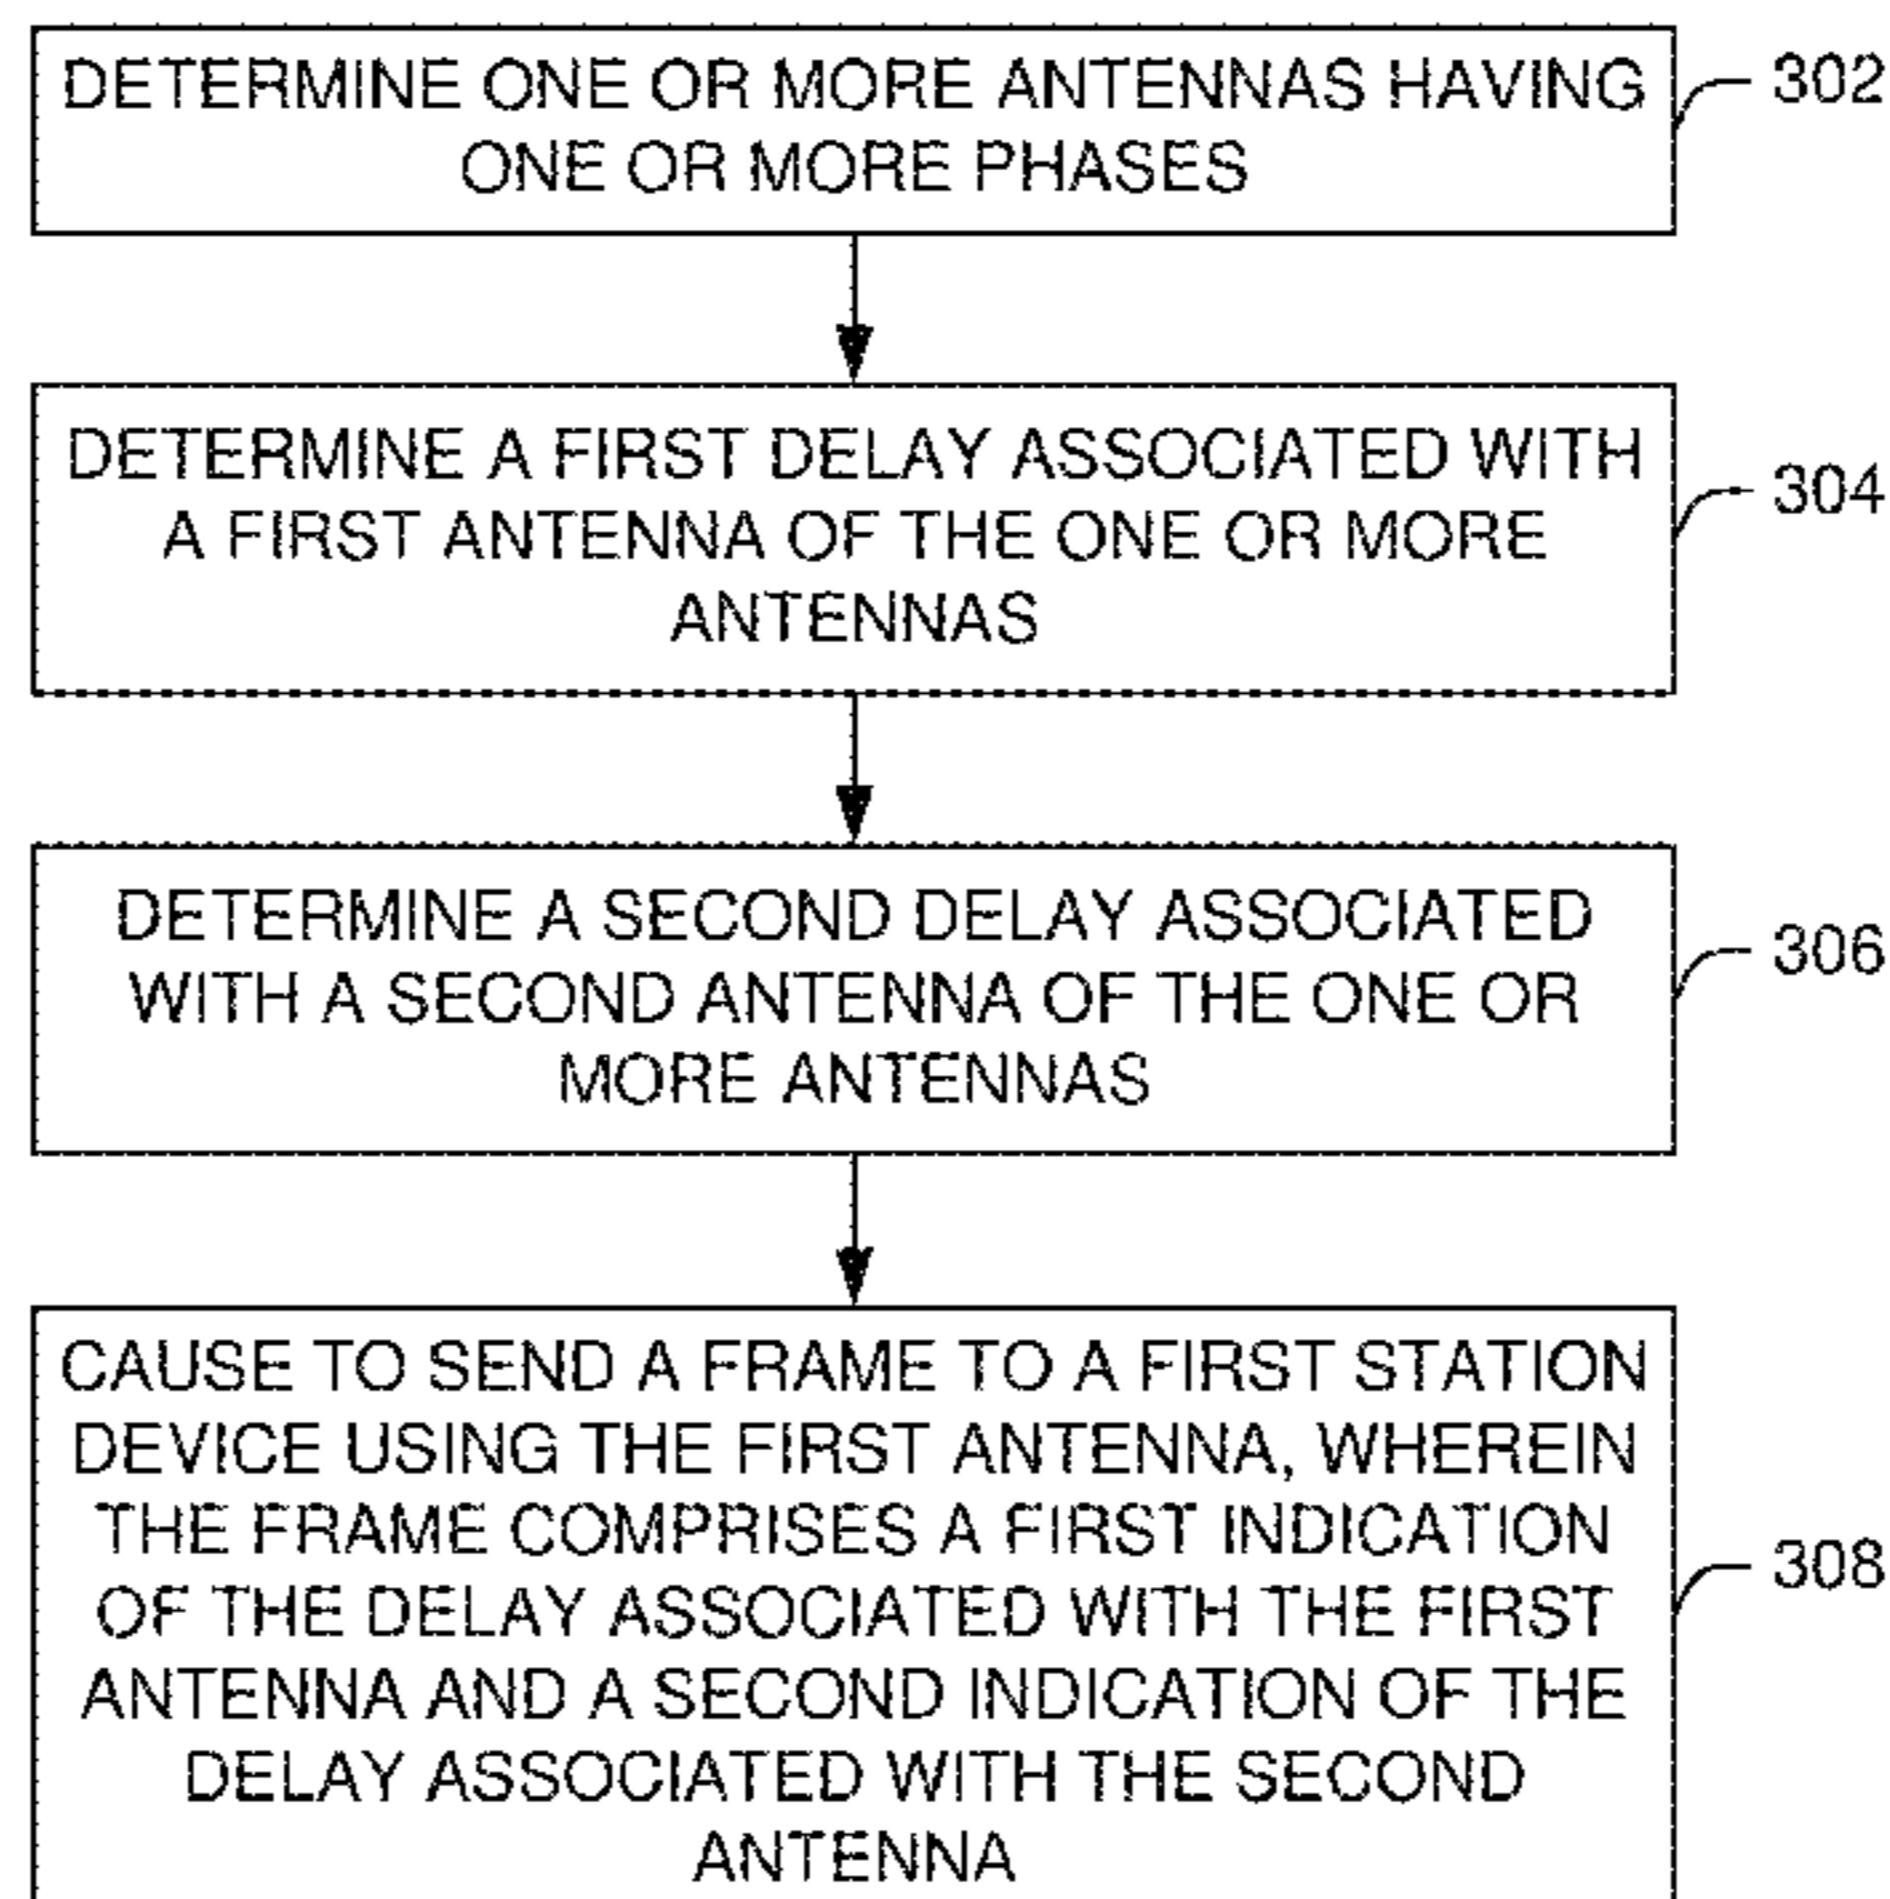 DETERMINE ONE OR MORE ANTENNAS HAVING
ONE OR MORE PHASES
302
DETERMINE A FIRST DELAY ASSOCIATED WITH
A FIRST ANTENNA OF THE ONE OR MORE
ANTENNAS
304
DETERMINE A SECOND DELAY ASSOCIATED
WITH A SECOND ANTENNA OF THE ONE OR
MORE ANTENNAS
306
CAUSE TO SEND A FRAME TO A FIRST STATION
DEVICE USING THE FIRST ANTENNA, WHEREIN
THE FRAME COMPRISES A FIRST INDICATION
OF THE DELAY ASSOCIATED WITH THE FIRST
ANTENNA AND A SECOND INDICATION OF THE
DELAY ASSOCIATED WITH THE SECOND
ANTENNA
308